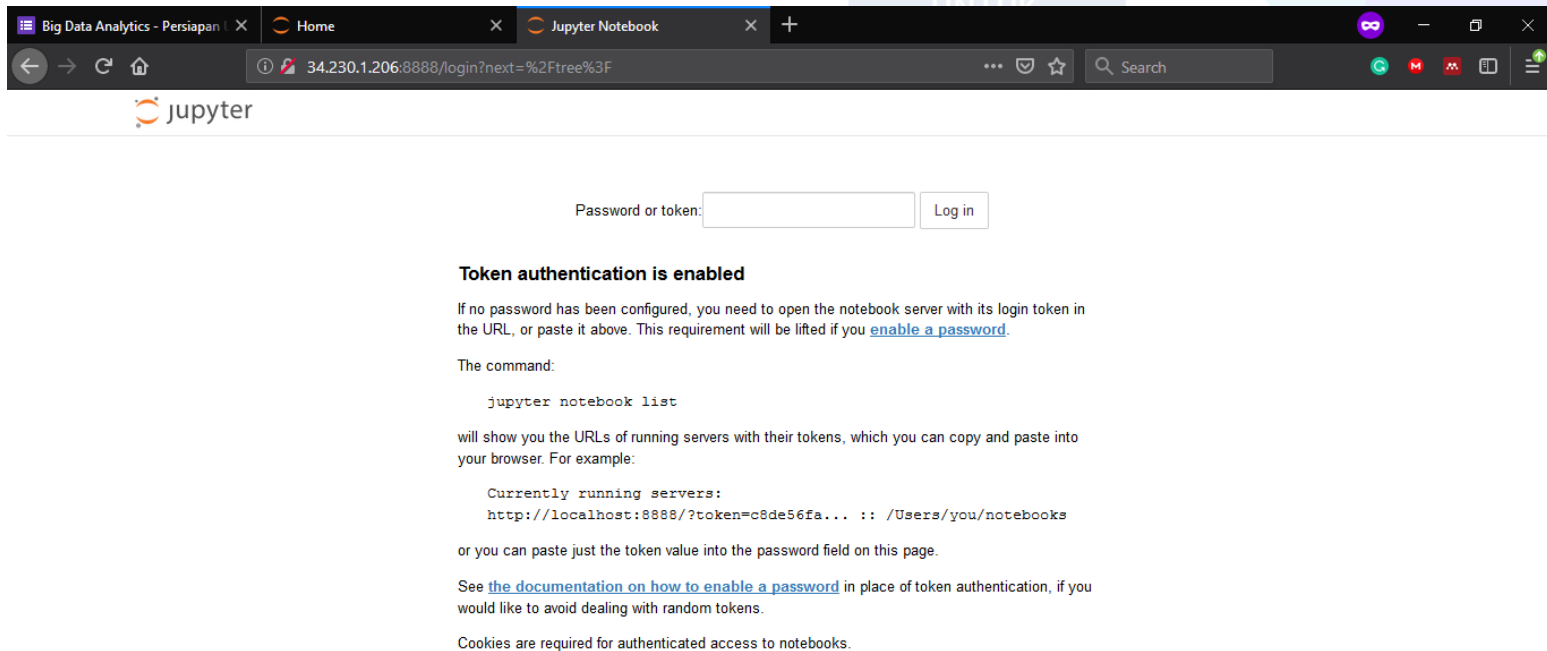 Big Data Analytics - Persiapan U
Home
Jupyter Notebook
34.230.1.206:8888/login?next=%2Ftree%3F
Search
jupyter
Password or token:
Log in
Token authentication is enabled
If no password has been configured, you need to open the notebook server with its login token in
the URL, or paste it above. This requirement will be lifted if you enable a password.
The command:
jupyter notebook list
will show you the URLs of running servers with their tokens, which you can copy and paste into
your browser. For example:
Currently running servers:
http://localhost:8888/?token=c8de56fa... :: /Users/you/notebooks
or you can paste just the token value into the password field on this page.
See the documentation on how to enable a password in place of token authentication, if you
would like to avoid dealing with random tokens.
Cookies are required for authenticated access to notebooks.